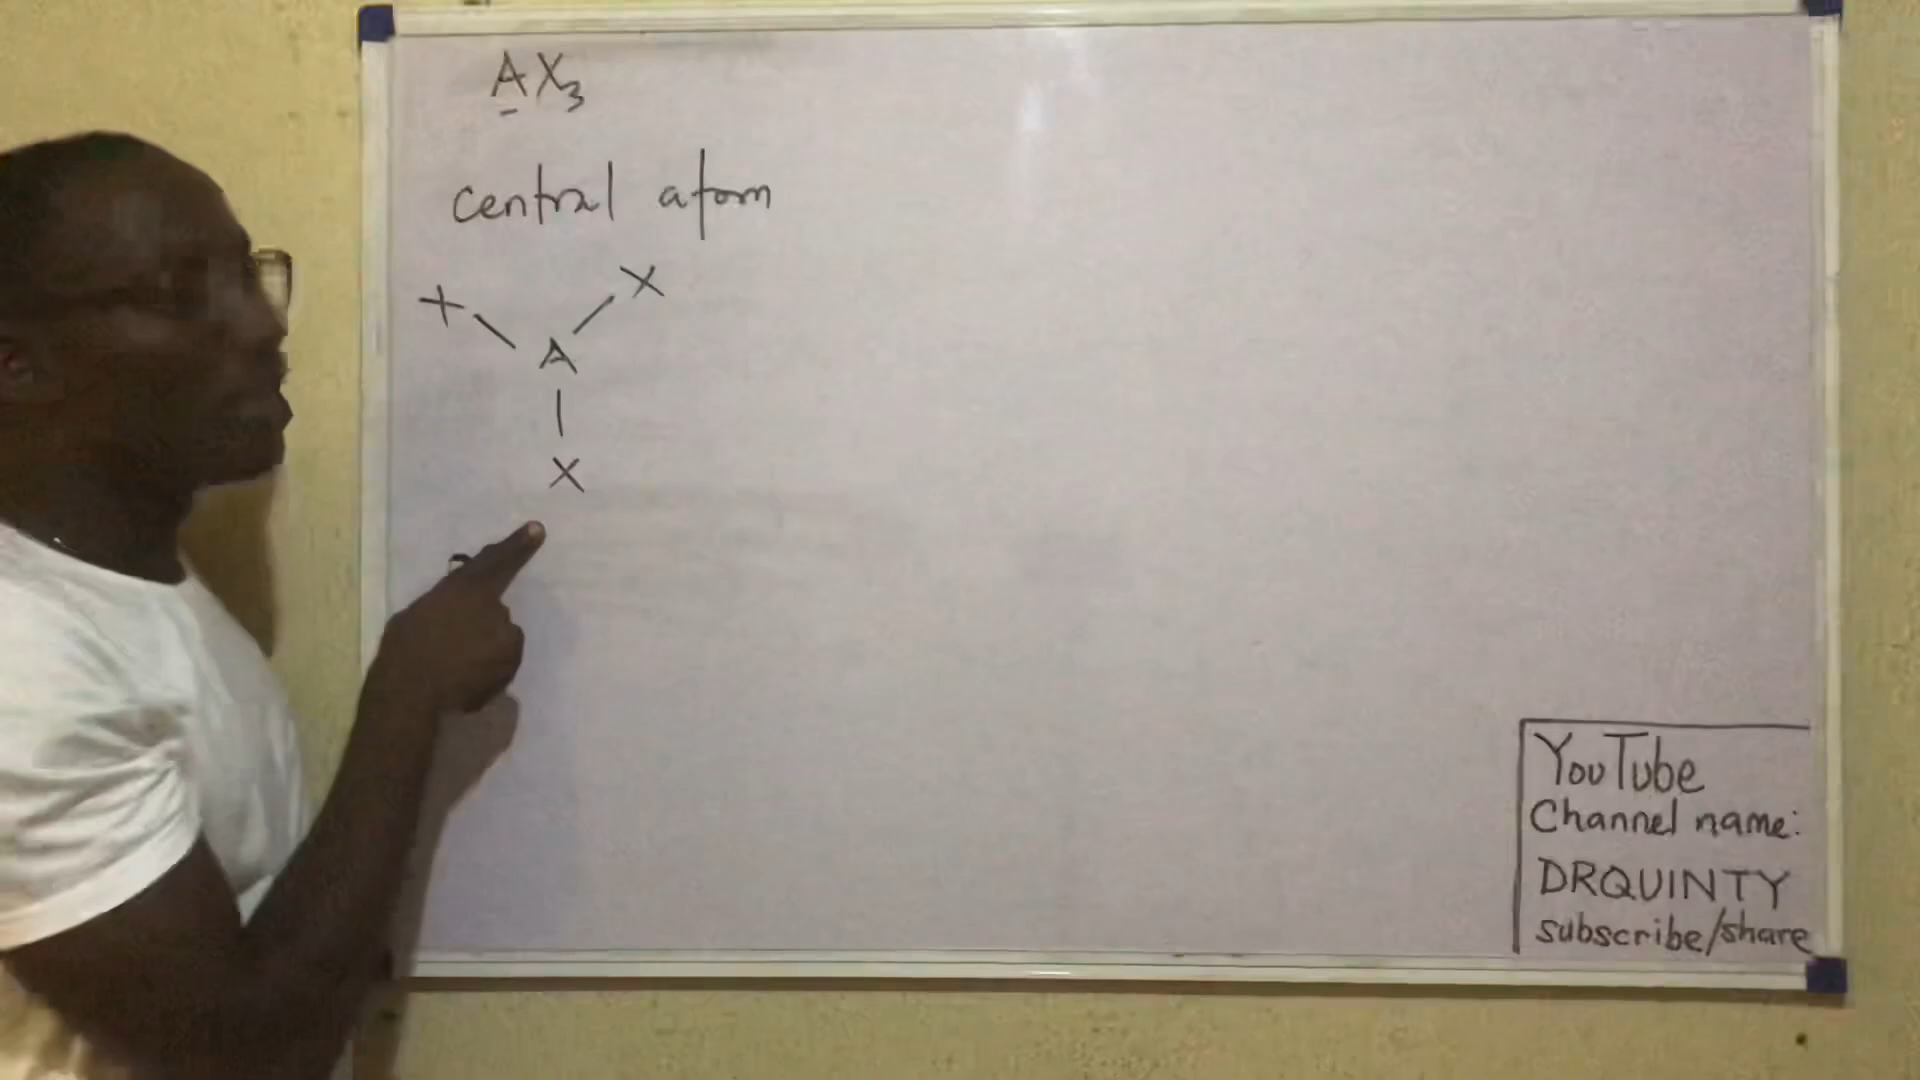 AX₃
central atom
X X
A
X
YouTube
Channel name:
DRQUINTY
subscribe/share